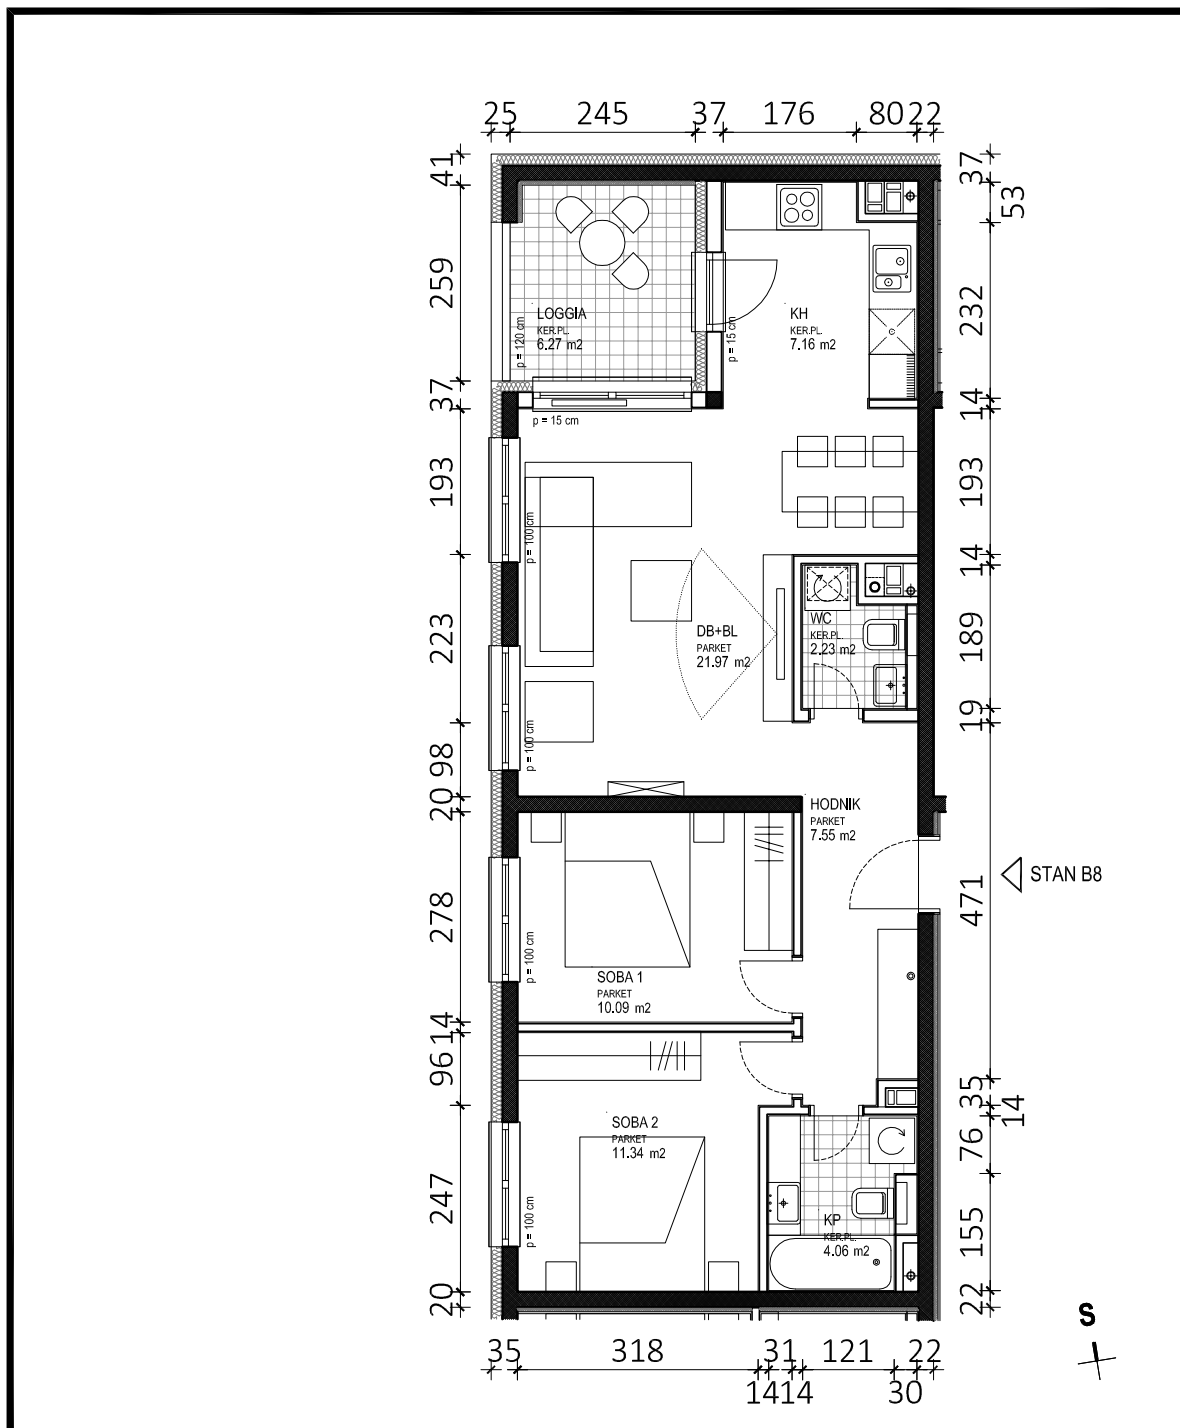 25 245 37 176 80 22
41
37
53
259
232
LOGGIA
KER.PL.
6.27 m2
p = 120 cm
KH
KER.PL.
7.16 m2
p = 15 cm
37
14
p = 15 cm
193
193
p = 100 cm
14
223
189
DB+BL
PARKET
21.97 m2
WC
KER.PL.
2.23 m2
19
98
p = 100 cm
20
HODNIK
PARKET
7.55 m2
471
STAN B8
278
p = 100 cm
SOBA 1
PARKET
10.09 m2
14
96
35
14
SOBA 2
PARKET
11.34 m2
76
247
p = 100 cm
KP
KER.PL.
4.06 m2
155
20
22
S
35 318 31 121 22
14 14 30